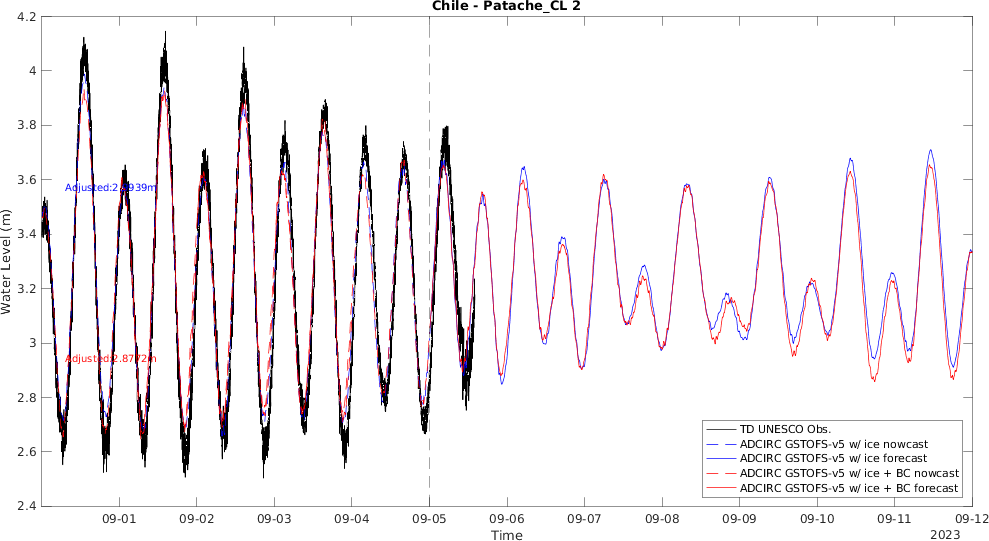 Chile - Patache_CL 2
4.2
4
3.8
3.6
3.4
3.2
3
2.8
2.6
2.4
Water Level (m)
Adjusted:2.8772m
TD UNESCO Obs.
ADCIRC GSTOFS-v5 w/ ice nowcast
ADCIRC GSTOFS-v5 w/ ice forecast
ADCIRC GSTOFS-v5 w/ ice + BC nowcast
ADCIRC GSTOFS-v5 w/ ice + BC forecast
09-01 09-02 09-03 09-04 09-05 09-06 09-07 09-08 09-09 09-10 09-11 09-12
Time
2023